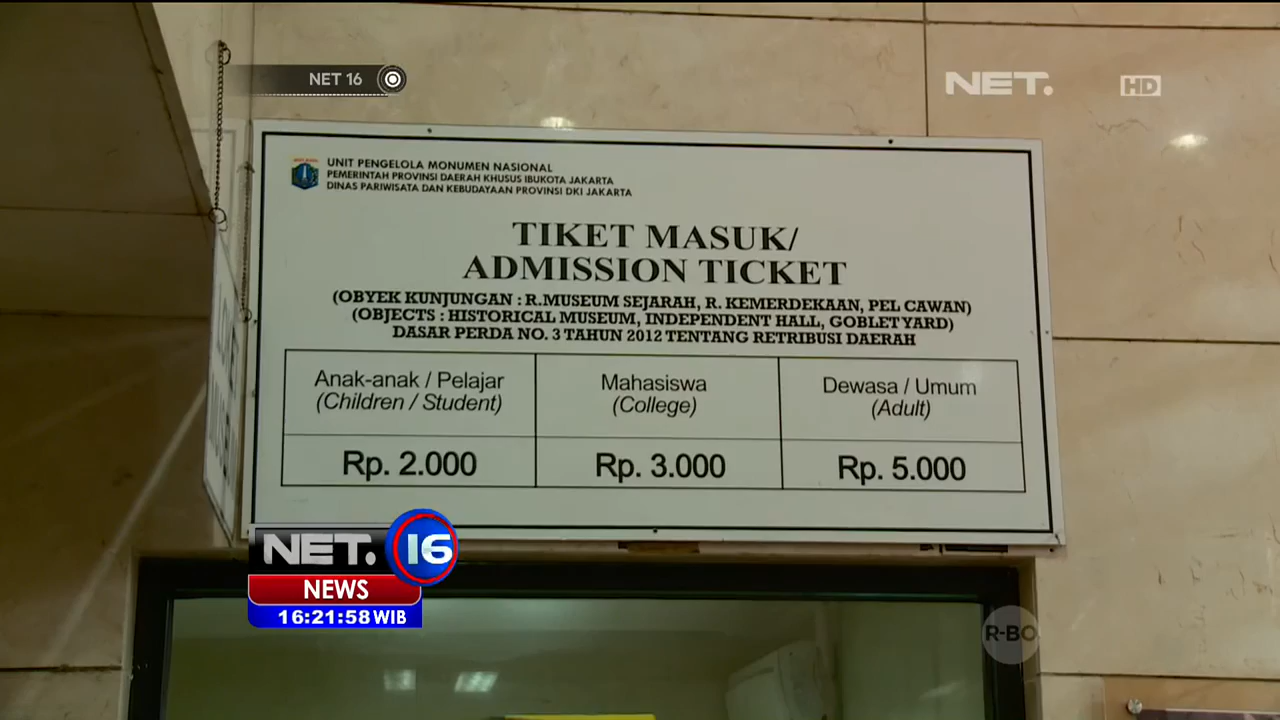 NET 16
NET.
HD
UNIT PENGELOLA MONUMEN NASIONAL
PEMERINTAH PROVINSI DAERAH KHUSUS IBUKOTA JAKARTA
DINAS PARIWISATA DAN KEBUDAYAAN PROVINSI DKI JAKARTA
TIKET MASUK/
ADMISSION TICKET
(OBYEK KUNJUNGAN : R.MUSEUM SEJARAH, R. KEMERDEKAAN, PEL CAWAN)
(OBJECTS : HISTORICAL MUSEUM, INDEPENDENT HALL, GOBLET YARD)
DASAR PERDA NO. 3 TAHUN 2012 TENTANG RETRIBUSI DAERAH
Anak-anak / Pelajar
(Children / Student)
Mahasiswa
(College)
Dewasa / Umum
(Adult)
Rp. 2.000
Rp. 3.000
Rp. 5.000
NET. 16
NEWS
16:21:58 WIB
R-BO